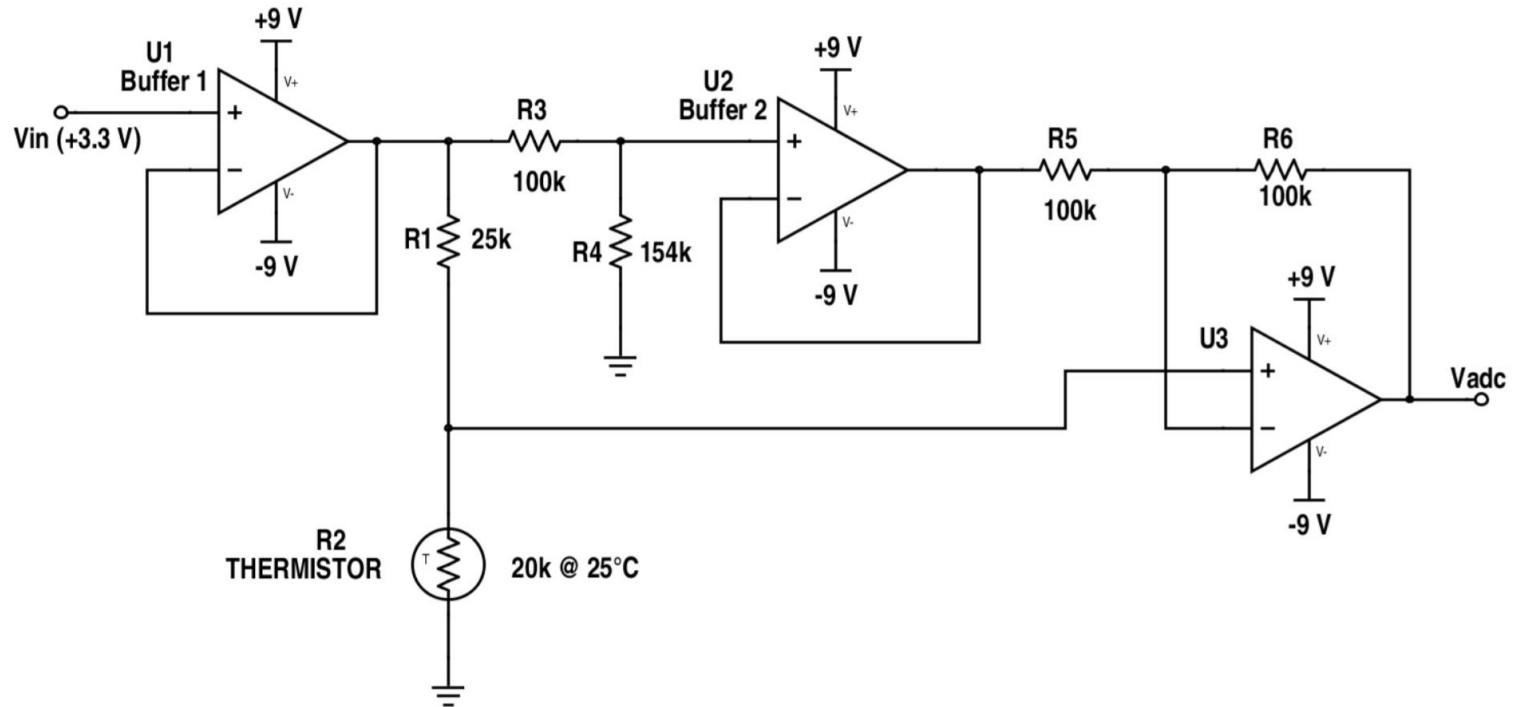 +9 V
U1
Buffer 1
V+
+
Vin (+3.3 V)
−
V-
-9 V
R3
100k
R1
25k
R4
154k
+9 V
U2
Buffer 2
V+
+
−
V-
-9 V
R5
100k
R6
100k
+9 V
U3
V+
+
Vadc
−
V-
-9 V
R2
THERMISTOR
T
20k @ 25°C